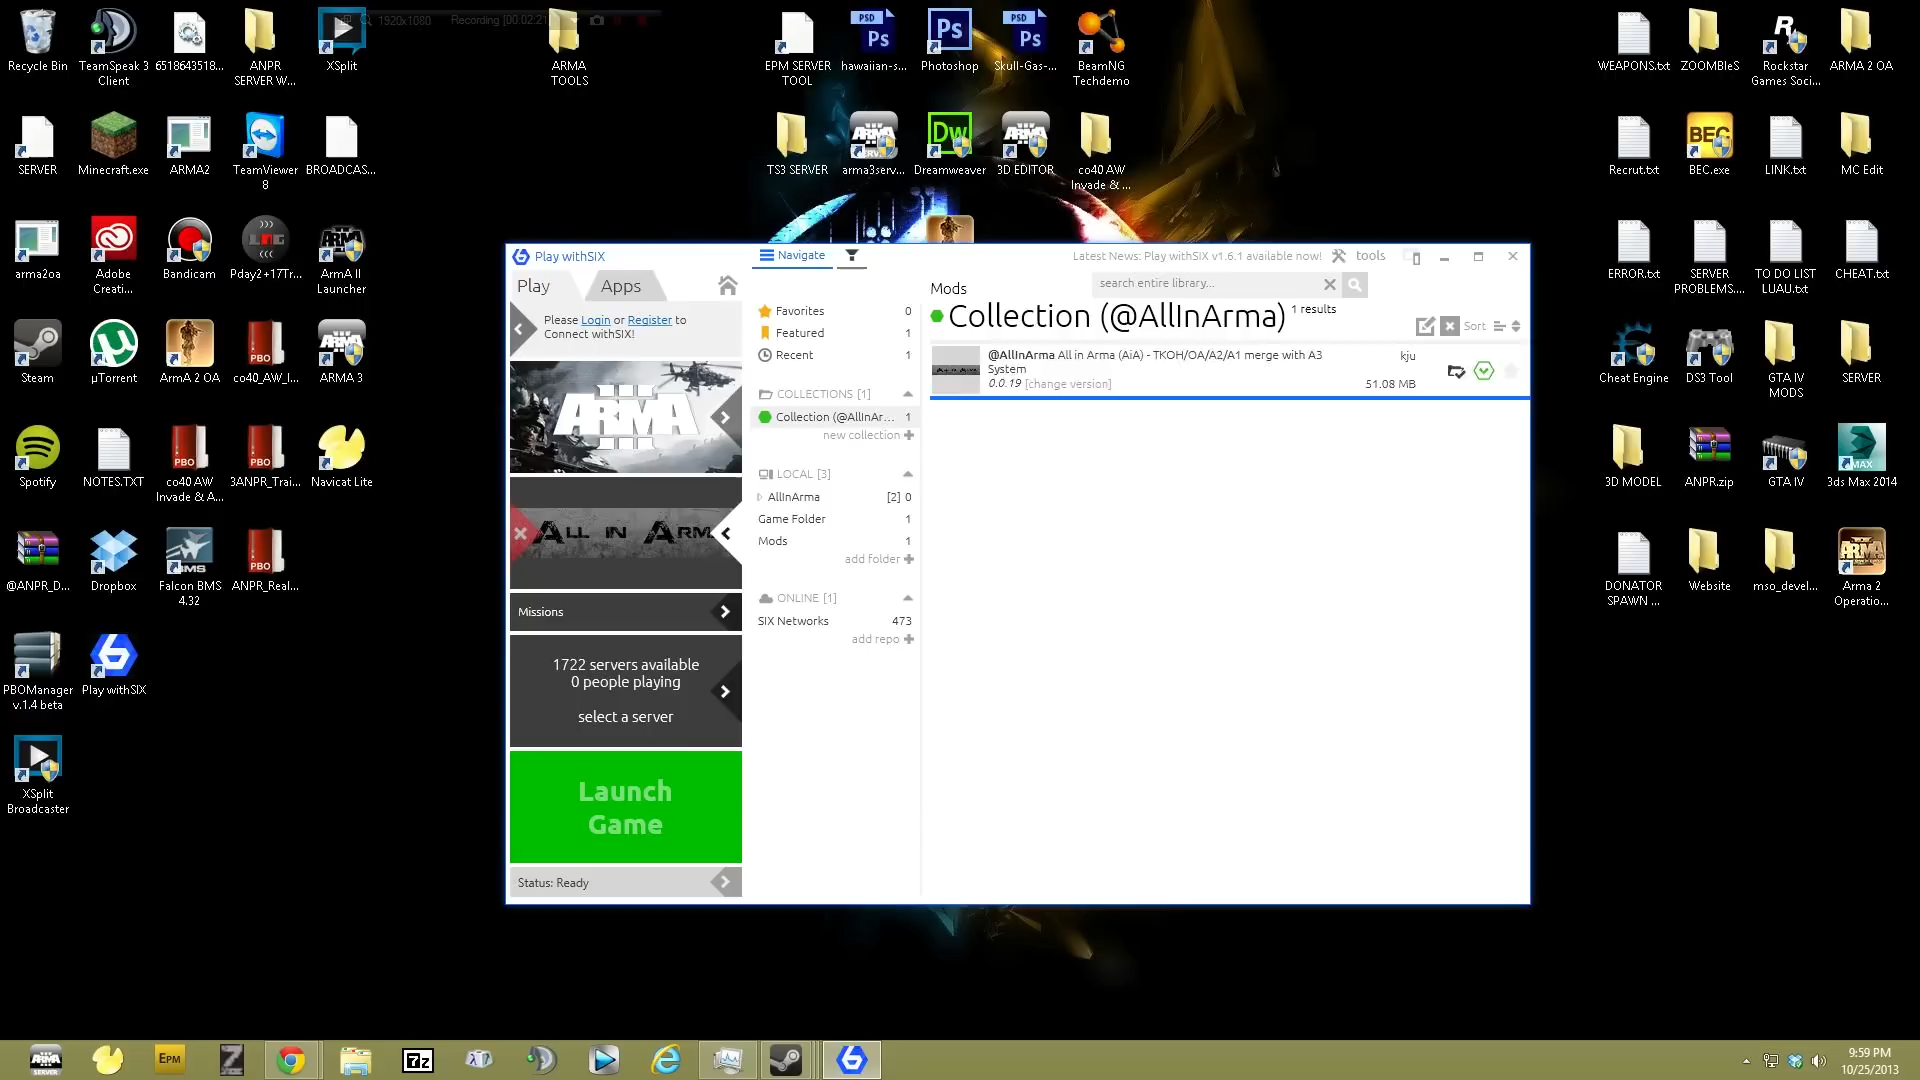 1920x1080
Recording [00:02:21]
Recycle Bin
TeamSpeak 3
Client
6518643518...
ANPR
SERVER W...
XSplit
ARMA
TOOLS
EPM SERVER
TOOL
hawaiian-s...
Photoshop
Skull-Gas-...
BeamNG
Techdemo
WEAPONS.txt
ZOOMBIeS
Rockstar
Games Soci...
ARMA 2 OA
SERVER
Minecraft.exe
ARMA2
TeamViewer
8
BROADCAS...
TS3 SERVER
arma3serv...
Dreamweaver
3D EDITOR
co40 AW
Invade & ...
Recrut.txt
BEC.exe
LINK.txt
MC Edit
arma2oa
Adobe
Creati...
Bandicam
Pday2+17Tr...
ArmA II
Launcher
ERROR.txt
SERVER
PROBLEMS....
TO DO LIST
LUAU.txt
CHEAT.txt
Steam
µTorrent
ArmA 2 OA
co40_AW_I...
ARMA 3
Cheat Engine
DS3 Tool
GTA IV
MODS
SERVER
Spotify
NOTES.TXT
co40 AW
Invade & A...
3ANPR_Trai...
Navicat Lite
3D MODEL
ANPR.zip
GTA IV
3ds Max 2014
@ANPR_D...
Dropbox
Falcon BMS
4.32
ANPR_Real...
DONATOR
SPAWN ...
Website
mso_devel...
Arma 2
Operatio...
PBOManager
v.1.4 beta
Play withSIX
XSplit
Broadcaster
Play withSIX
Navigate
Latest News: Play withSIX v1.6.1 available now!
tools
Play
Apps
Please Login or Register to
Connect withSIX!
ARMA
III
ALL IN ARM
Missions
1722 servers available
0 people playing
select a server
Launch
Game
Status: Ready
Favorites 0
Featured 1
Recent 1
COLLECTIONS [1]
Collection (@AllInAr... 1
new collection
LOCAL [3]
AllInArma [2] 0
Game Folder 1
Mods 1
add folder
ONLINE [1]
SIX Networks 473
add repo
search entire library...
Mods
Collection (@AllInArma)
1 results
Sort
@AllInArma All in Arma (AiA) - TKOH/OA/A2/A1 merge with A3
System
kju
0.0.19 [change version]
51.08 MB
EPM
7z
9:59 PM
10/25/2013